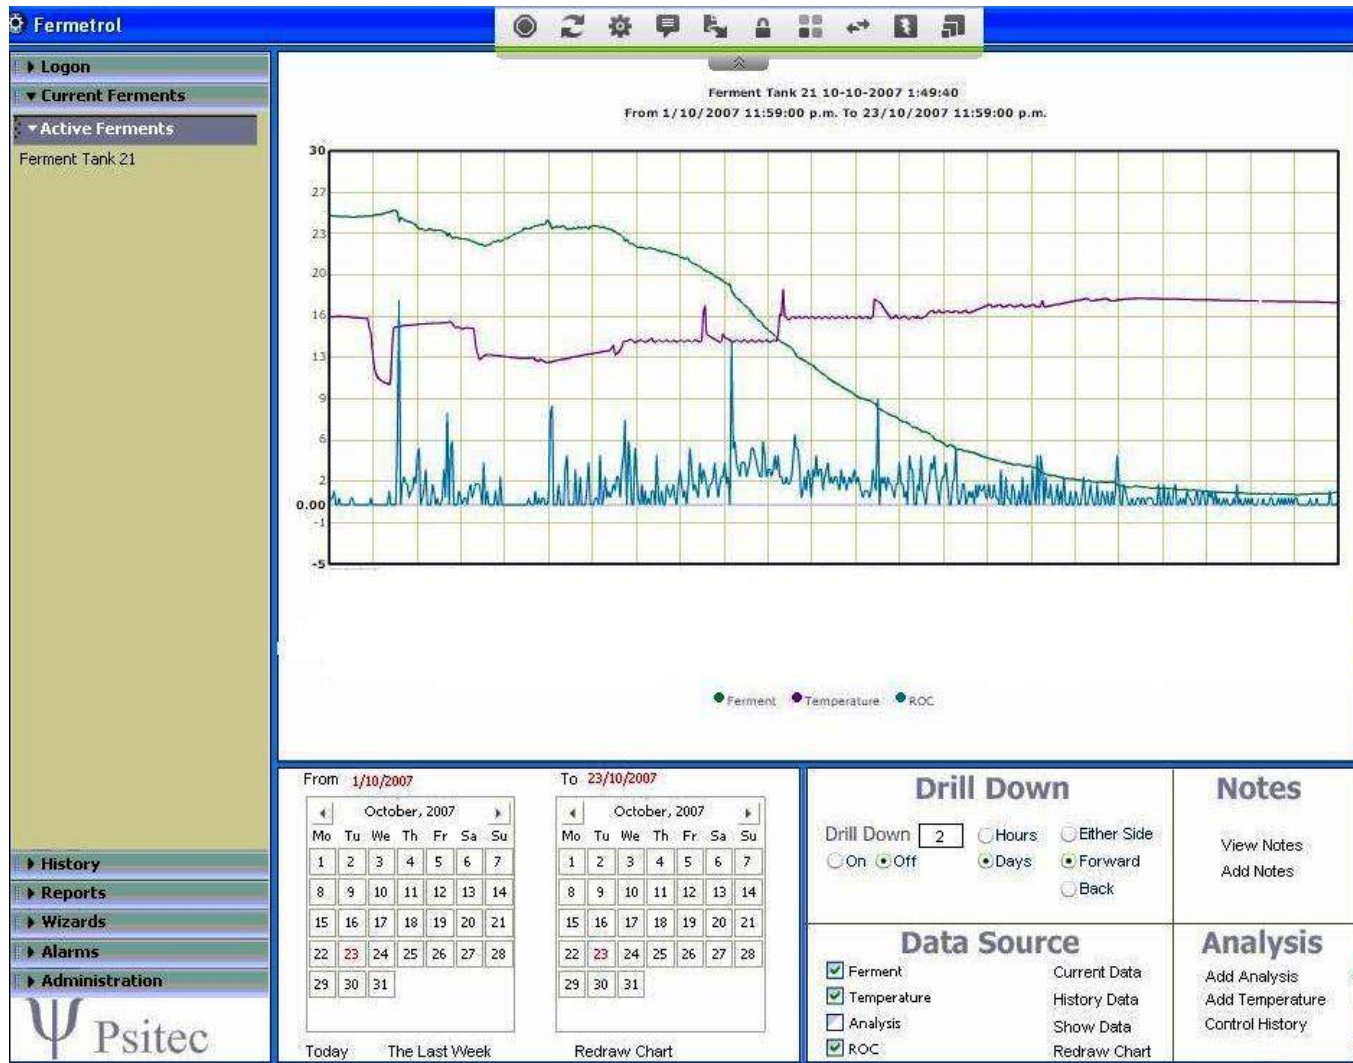 Fermetrol
Logon
Current Ferments
Active Ferments
Ferment Tank 21
History
Reports
Wizards
Alarms
Administration
Psitec
Ferment Tank 21 10-10-2007 1:49:40
From 1/10/2007 11:59:00 p.m. To 23/10/2007 11:59:00 p.m.
30
27
23
20
16
13
9
6
2
0.00
-1
-5
Ferment Temperature ROC
From 1/10/2007
October, 2007
Mo Tu We Th Fr Sa Su
1 2 3 4 5 6 7
8 9 10 11 12 13 14
15 16 17 18 19 20 21
22 23 24 25 26 27 28
29 30 31
Today The Last Week
To 23/10/2007
October, 2007
Mo Tu We Th Fr Sa Su
1 2 3 4 5 6 7
8 9 10 11 12 13 14
15 16 17 18 19 20 21
22 23 24 25 26 27 28
29 30 31
Redraw Chart
Drill Down
Drill Down 2 Hours Either Side
On Off Days Forward
Back
Notes
View Notes
Add Notes
Data Source
Ferment Current Data
Temperature History Data
Analysis Show Data
ROC Redraw Chart
Analysis
Add Analysis
Add Temperature
Control History